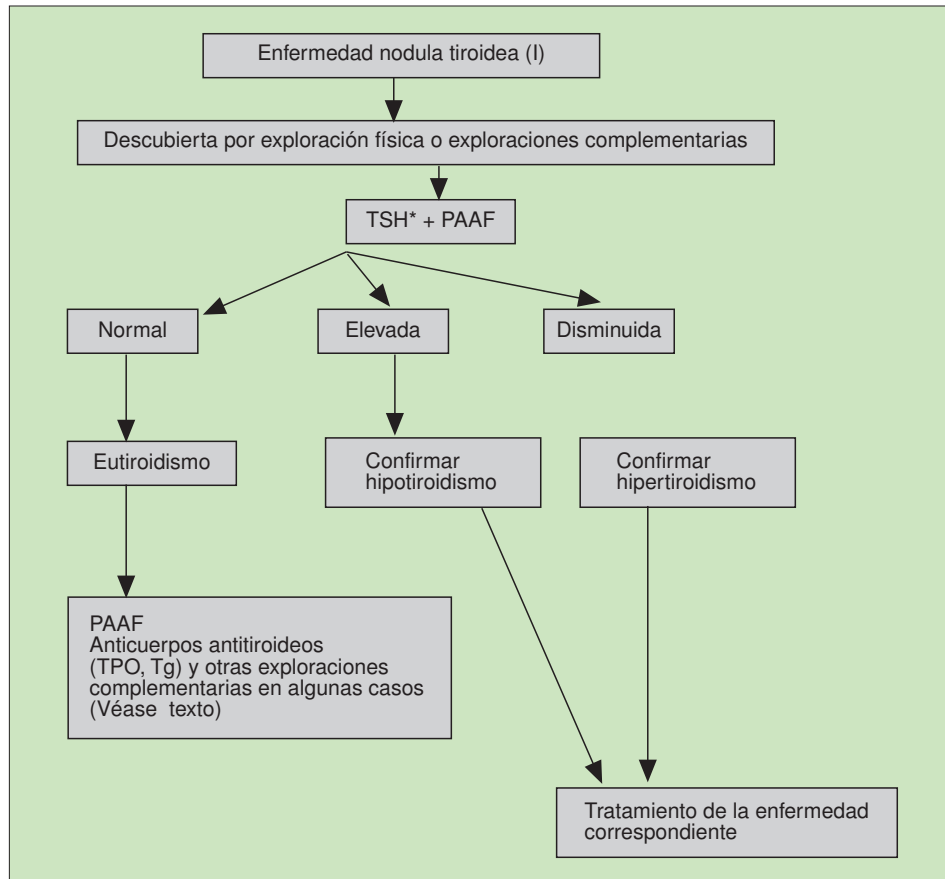 Enfermedad nodula tiroidea (I)
Descubierta por exploración física o exploraciones complementarias
TSH* + PAAF
Normal
Elevada
Disminuida
Eutiroidismo
Confirmar
hipotiroidismo
Confirmar
hipertiroidismo
PAAF
Anticuerpos antitiroideos
(TPO, Tg) y otras exploraciones
complementarias en algunas casos
(Véase texto)
Tratamiento de la enfermedad
correspondiente